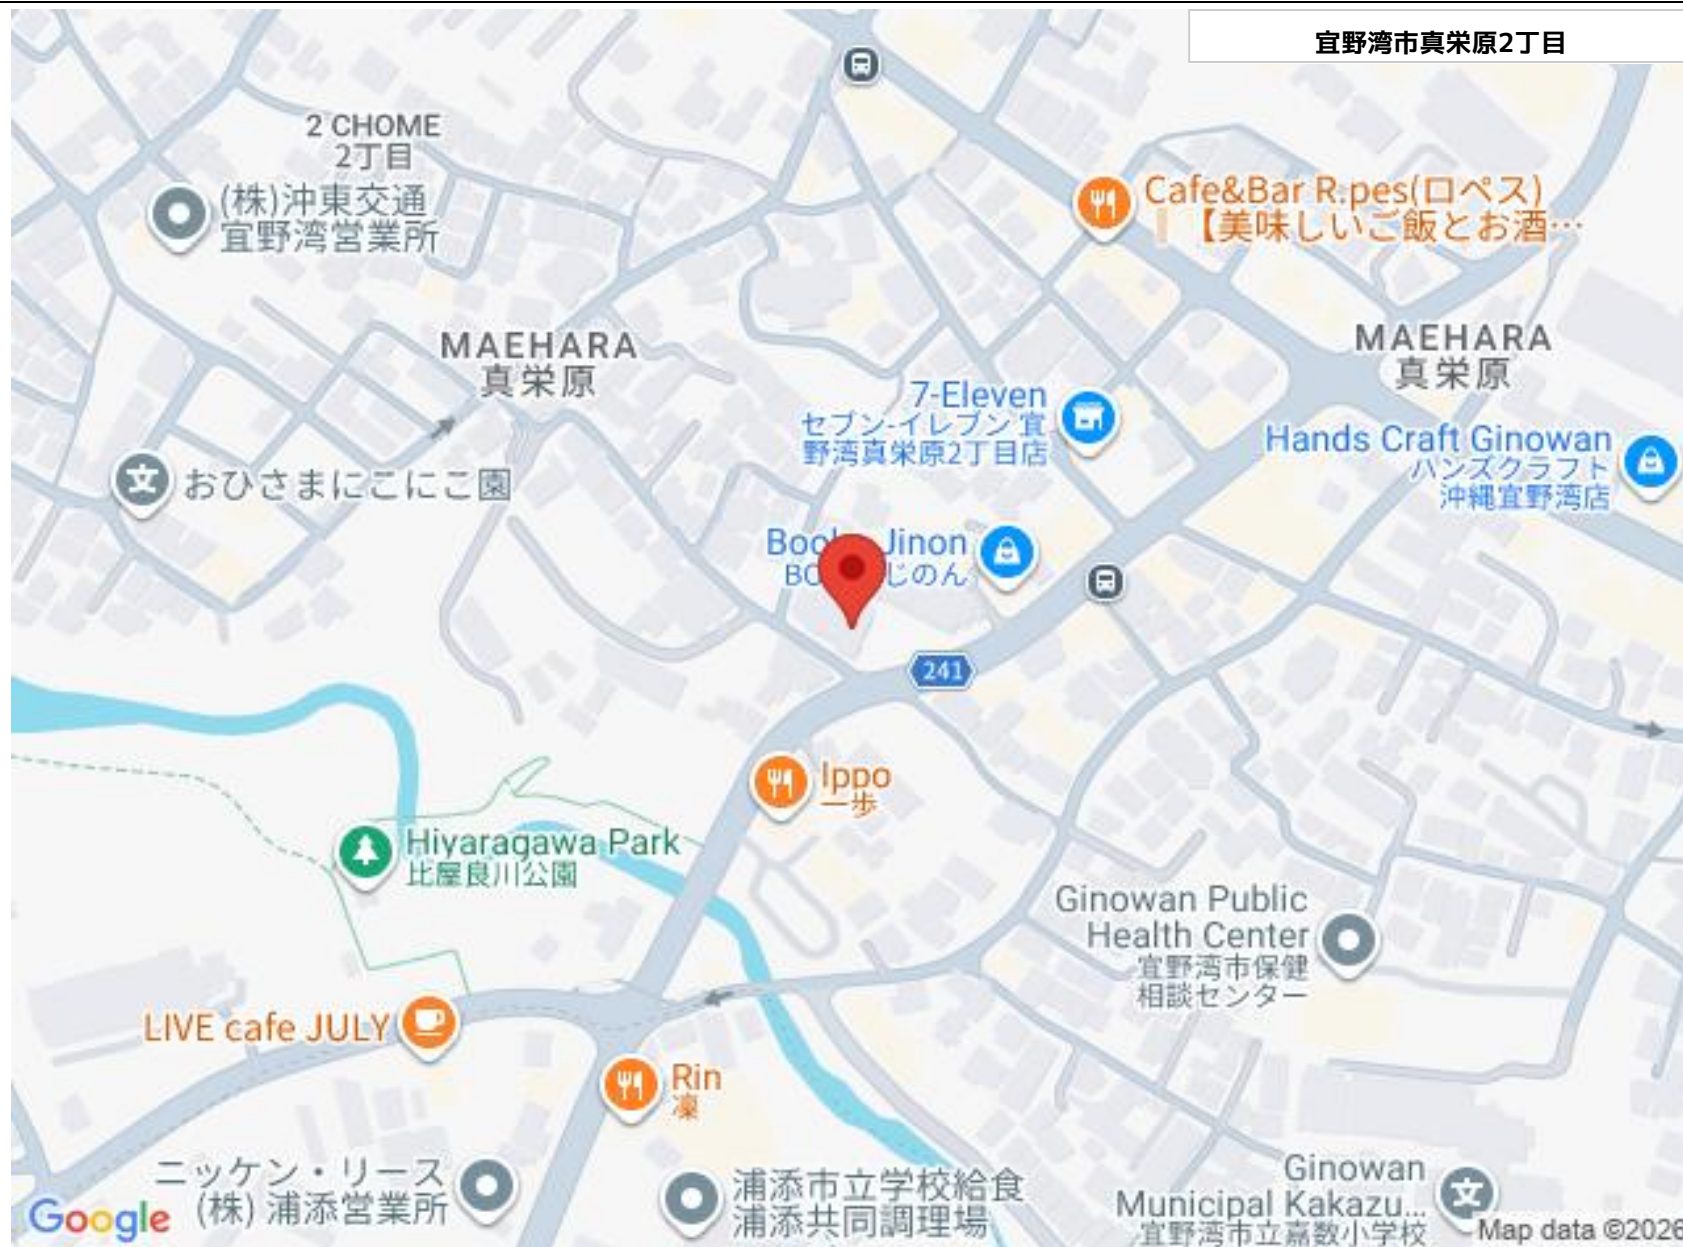 宜野湾市真栄原2丁目
2 CHOME
2丁目
(株)沖東交通
宜野湾営業所
Cafe&Bar R.pes(ロペス)
【美味しいご飯とお酒…
MAEHARA
真栄原
MAEHARA
真栄原
7-Eleven
セブン-イレブン 宜
野湾真栄原2丁目店
Hands Craft Ginowan
ハンズクラフト
沖縄宜野湾店
おひさまにこにこ園
Jinon
じのん
241
Ippo
一歩
Hiyaragawa Park
比屋良川公園
Ginowan Public
Health Center
宜野湾市保健
相談センター
LIVE cafe JULY
Rin
凜
ニッケン・リース
(株) 浦添営業所
浦添市立学校給食
浦添共同調理場
Ginowan
Municipal Kakazu...
宜野湾市立嘉数小学校
Google
Map data ©2026